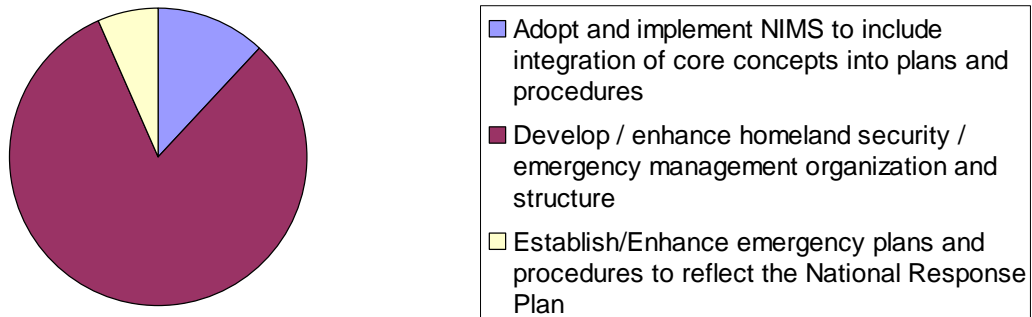 Adopt and implement NIMS to include
integration of core concepts into plans and
procedures
Develop / enhance homeland security /
emergency management organization and
structure
Establish/Enhance emergency plans and
procedures to reflect the National Response
Plan